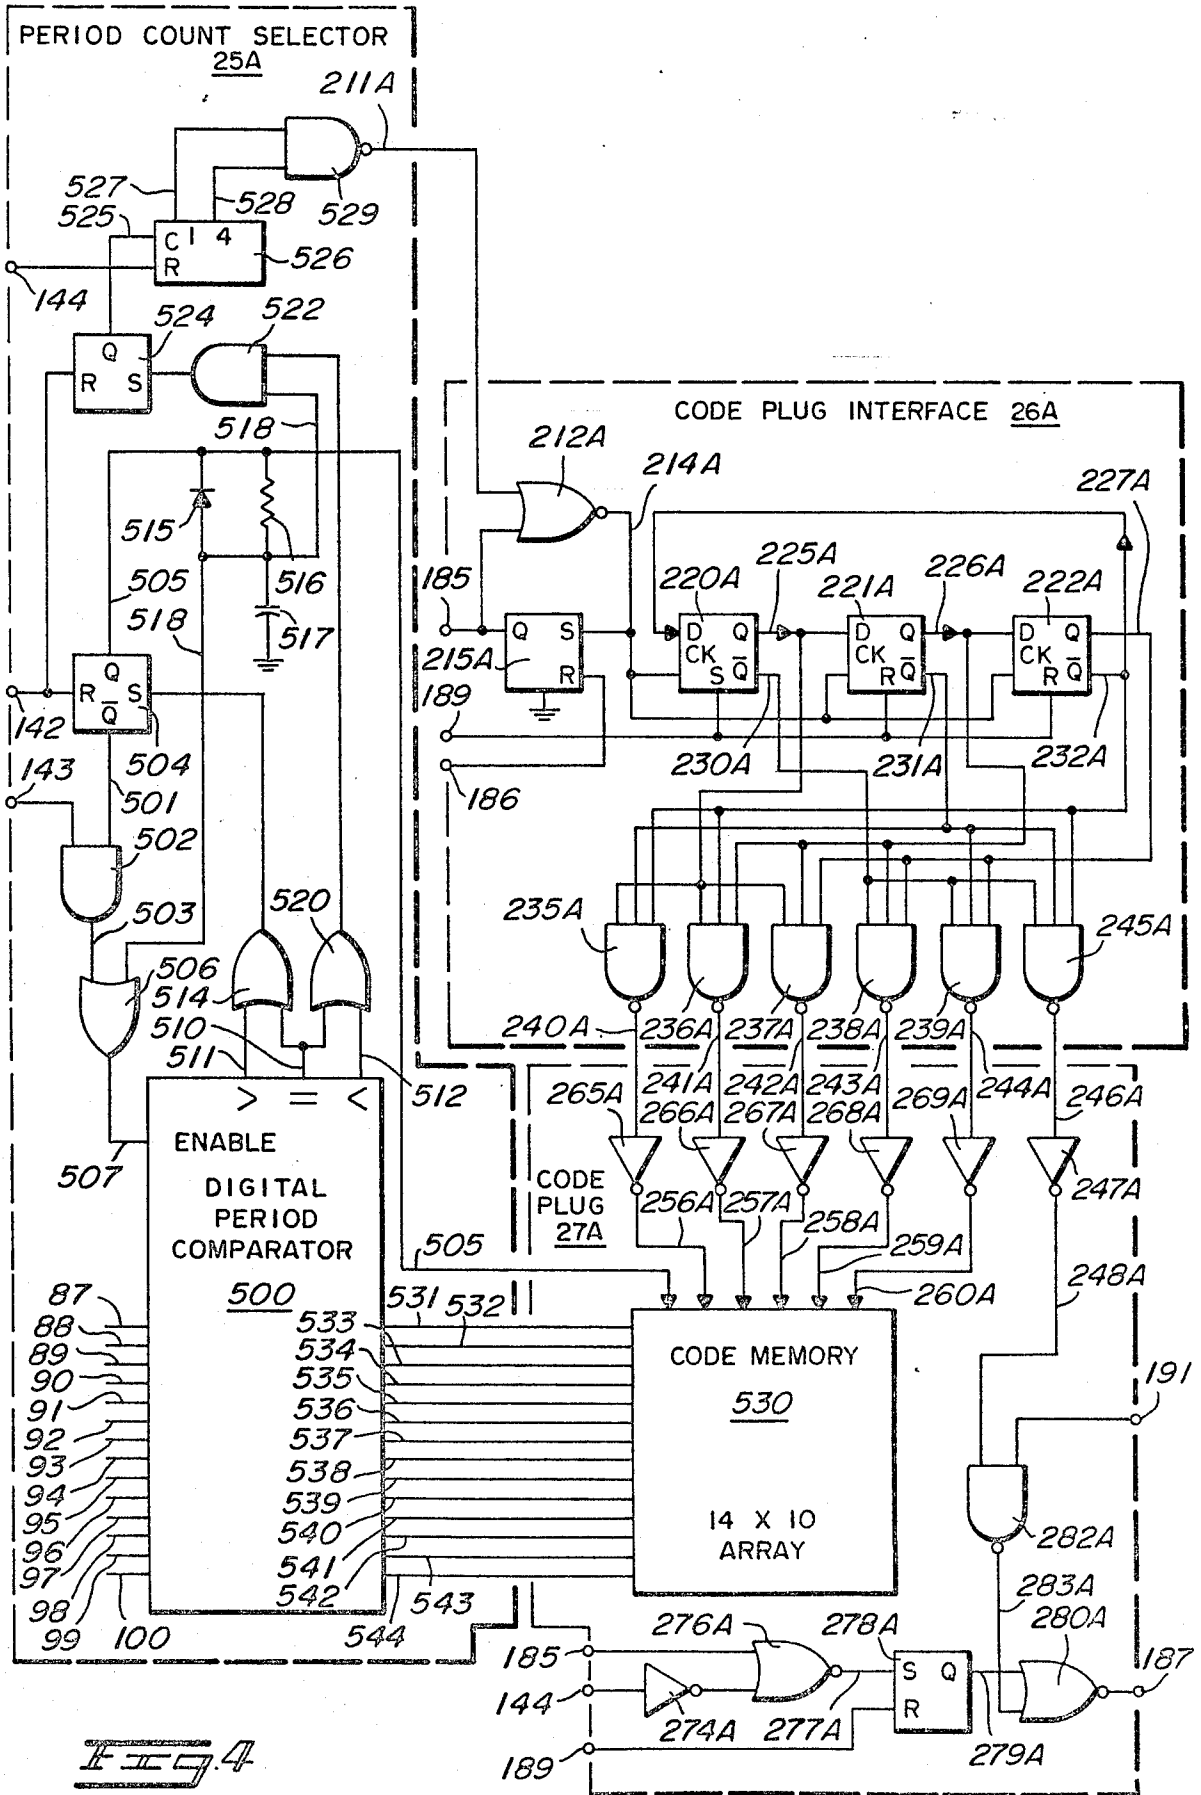 PERIOD COUNT SELECTOR
25A
211A
527
525
528
529
C 1 4
R
526
144
524
522
Q
R S
518
CODE PLUG INTERFACE 26A
212A
214A
227A
515
516
505
518
517
185
220A
225A
221A
226A
222A
Q S
R
215A
D Q
CK
S Q̅
D Q
CK
R Q̅
D Q
CK
R Q̅
Q
R S
Q̅
142
504
189
230A
231A
232A
186
143
501
502
503
520
235A
245A
506
514
510
511
512
240A
236A
237A
238A
239A
241A
242A
243A
244A
246A
> = <
265A
266A
267A
268A
269A
247A
ENABLE
507
DIGITAL
PERIOD
COMPARATOR
500
CODE
PLUG
27A
256A
257A
258A
259A
260A
248A
505
87
88
89
90
91
92
93
94
95
96
97
98
99
100
531
532
533
534
535
536
537
538
539
540
541
542
543
544
CODE MEMORY
530
14 X 10
ARRAY
191
282A
283A
280A
276A
278A
185
144
274A
277A
S Q
R
279A
187
189
Fig. 4